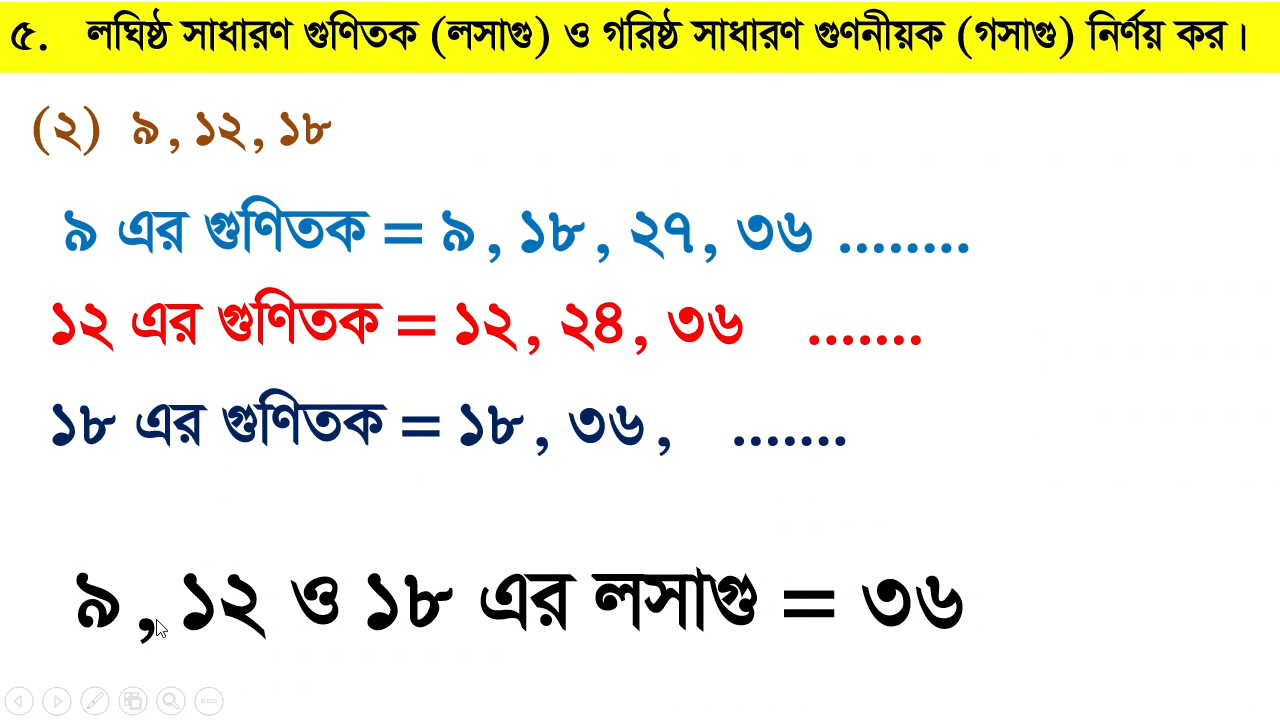 ৫. লঘিষ্ঠ সাধারণ গুণিতক (লসাগু) ও গরিষ্ঠ সাধারণ গুণনীয়ক (গসাগু) নির্ণয় কর।
(২) ৯, ১২, ১৮
৯ এর গুণিতক = ৯, ১৮, ২৭, ৩৬ ........
১২ এর গুণিতক = ১২, ২৪, ৩৬ .......
১৮ এর গুণিতক = ১৮, ৩৬, .......
৯, ১২ ও ১৮ এর লসাগু = ৩৬